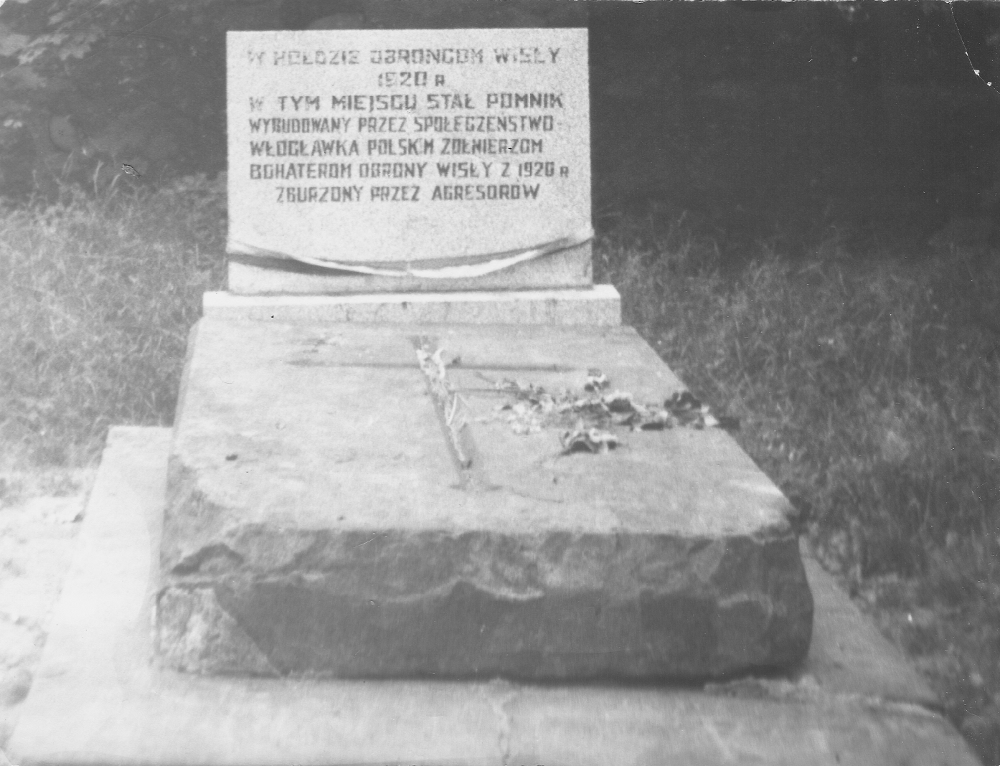 W HOŁDZIE OBROŃCOM WISŁY
1920 R
W TYM MIEJSCU STAŁ POMNIK
WYBUDOWANY PRZEZ SPOŁECZEŃSTWO
WŁOCŁAWKA POLSKIM ŻOŁNIERZOM
BOHATEROM OBRONY WISŁY Z 1920 R
ZBURZONY PRZEZ AGRESORÓW